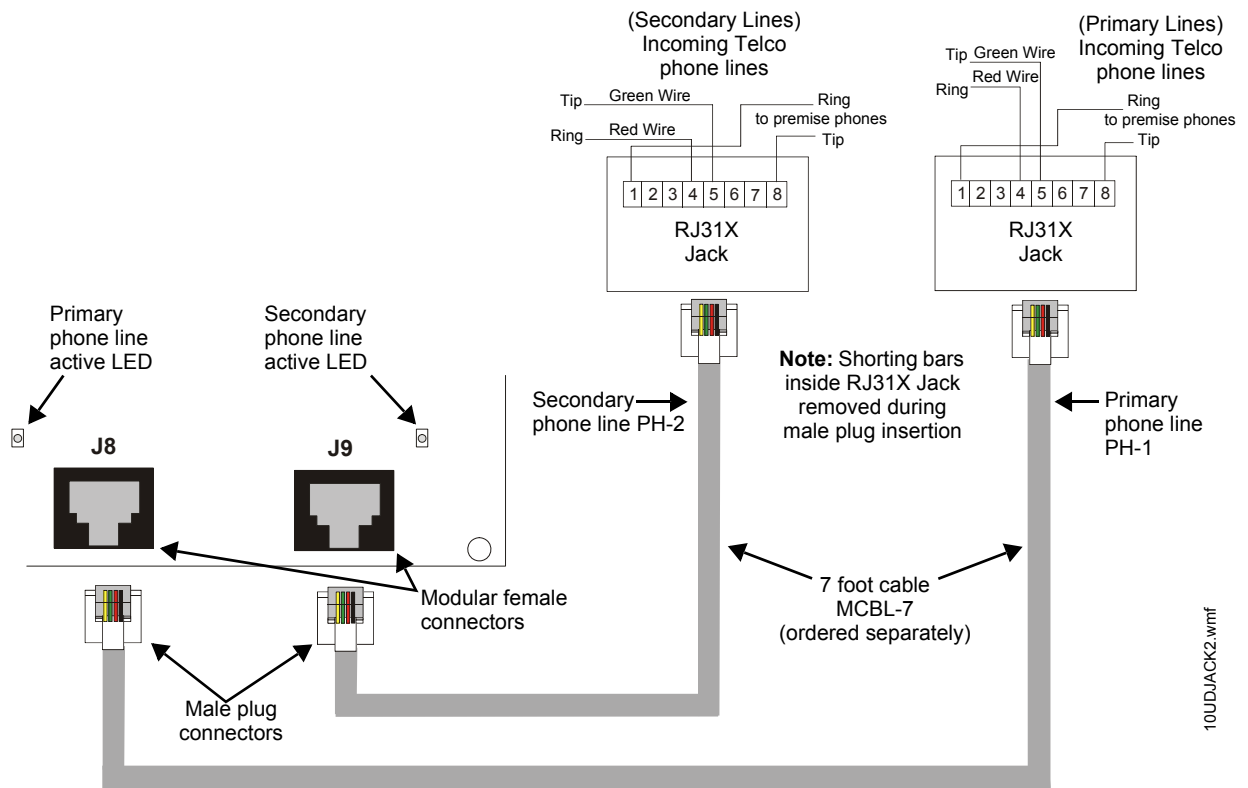 (Secondary Lines)
Incoming Telco
phone lines
(Primary Lines)
Incoming Telco
phone lines
Tip
Green Wire
Ring
to premise phones
Ring
Red Wire
Tip
Tip
Green Wire
Red Wire
Ring
Ring
to premise phones
Tip
1 2 3 4 5 6 7 8
RJ31X
Jack
1 2 3 4 5 6 7 8
RJ31X
Jack
Primary
phone line
active LED
Secondary
phone line
active LED
Note: Shorting bars
inside RJ31X Jack
removed during
male plug insertion
Secondary
phone line PH-2
Primary
phone line
PH-1
J8
J9
Modular female
connectors
7 foot cable
MCBL-7
(ordered separately)
Male plug
connectors
10UDJACK2.wmf